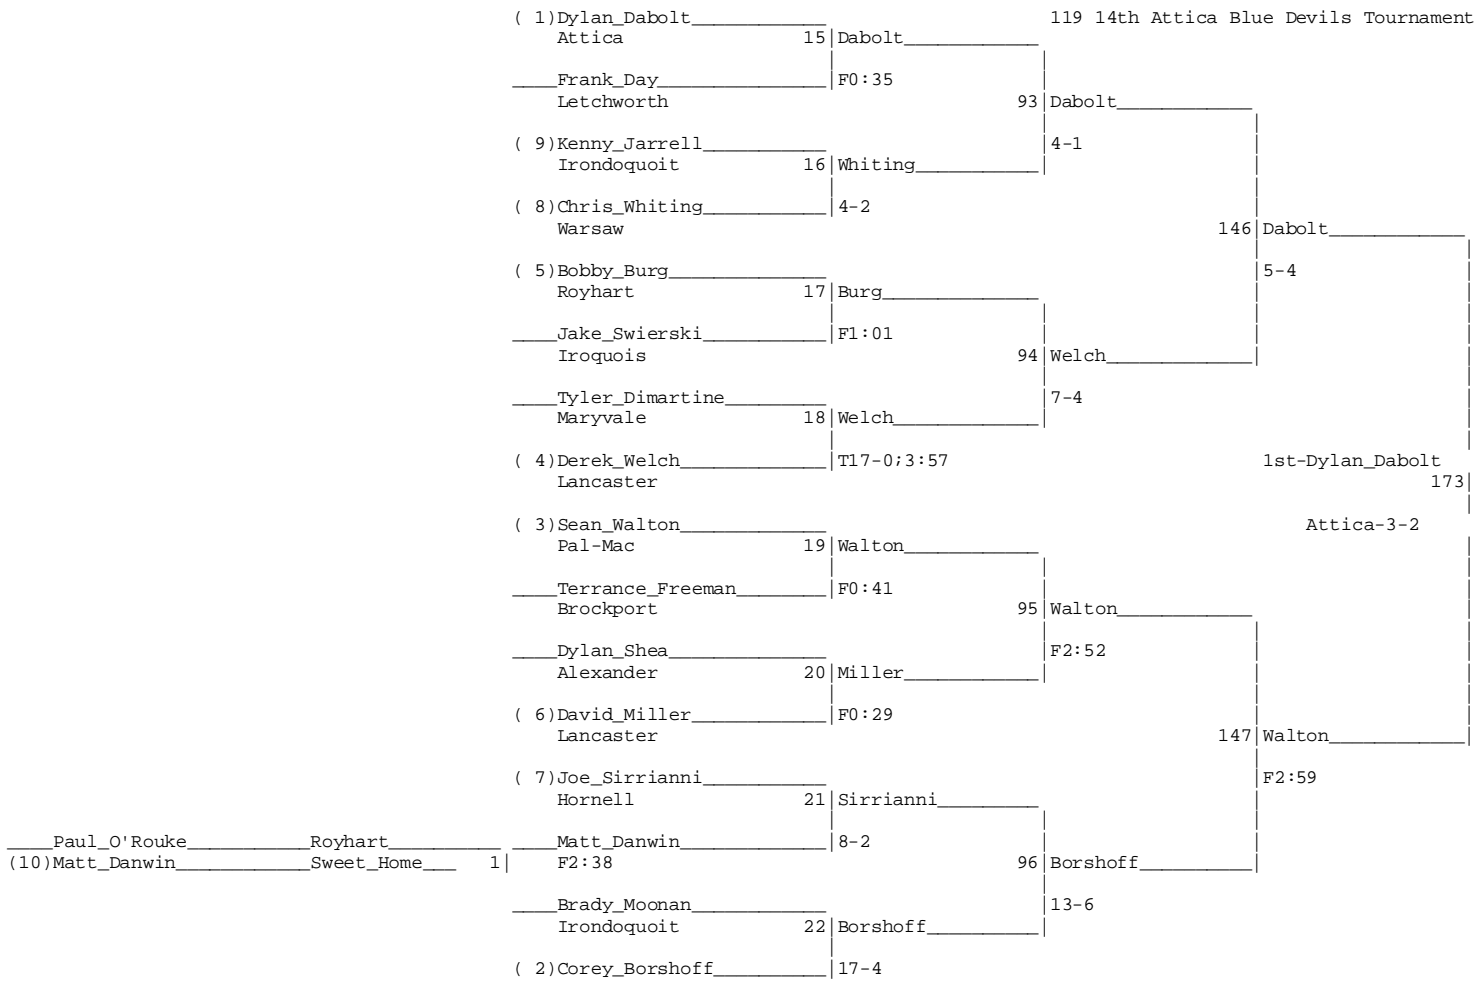 ( 1)Dylan_Dabolt____________ 119 14th Attica Blue Devils Tournament
Attica 15|Dabolt____________
____Frank_Day_______________|F0:35
Letchworth 93|Dabolt____________
( 9)Kenny_Jarrell___________ |4-1
Irondoquoit 16|Whiting___________|
( 8)Chris_Whiting___________|4-2
Warsaw 146|Dabolt____________
( 5)Bobby_Burg______________ |5-4
Royhart 17|Burg______________
____Jake_Swierski___________|F1:01
Iroquois 94|Welch_____________|
____Tyler_Dimartine_________ |7-4
Maryvale 18|Welch_____________|
( 4)Derek_Welch_____________|T17-0;3:57 1st-Dylan_Dabolt
Lancaster 173|
( 3)Sean_Walton_____________ Attica-3-2
Pal-Mac 19|Walton____________
____Terrance_Freeman________|F0:41
Brockport 95|Walton____________
____Dylan_Shea______________ |F2:52
Alexander 20|Miller____________|
( 6)David_Miller____________|F0:29
Lancaster 147|Walton____________|
( 7)Joe_Sirrianni___________ |F2:59
Hornell 21|Sirrianni_________
____Paul_O'Rouke___________Royhart__________ ____Matt_Danwin_____________|8-2
(10)Matt_Danwin____________Sweet_Home___ 1| F2:38 96|Borshoff__________|
____Brady_Moonan____________ |13-6
Irondoquoit 22|Borshoff__________|
( 2)Corey_Borshoff__________|17-4